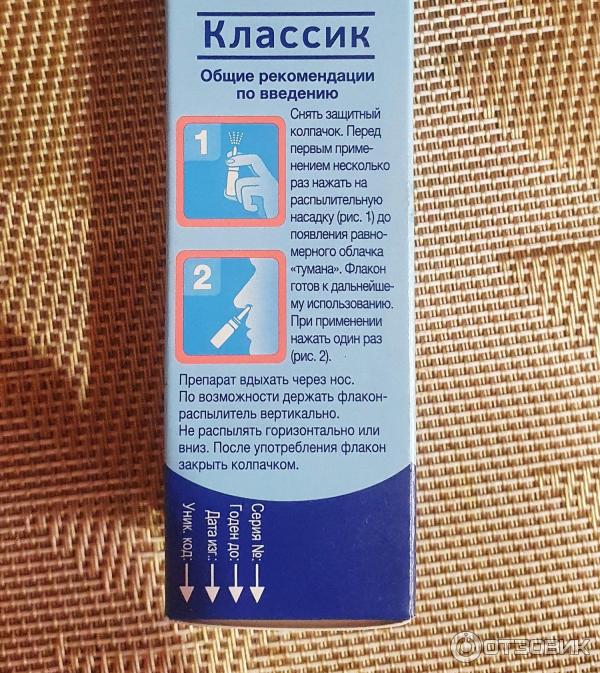 Классик
Общие рекомендации
по введению
1
Снять защитный
колпачок. Перед
первым приме-
нением несколько
раз нажать на
распылительную
насадку (рис. 1) до
появления равно-
мерного облачка
«тумана». Флакон
готов к дальнейше-
му использованию.
При применении
нажать один раз
(рис. 2).
2
Препарат вдыхать через нос.
По возможности держать флакон-
распылитель вертикально.
Не распылять горизонтально или
вниз. После употребления флакон
закрыть колпачком.
Серия №:
Годен до:
Дата изг.:
Уник. код:
ОТЗОВИК